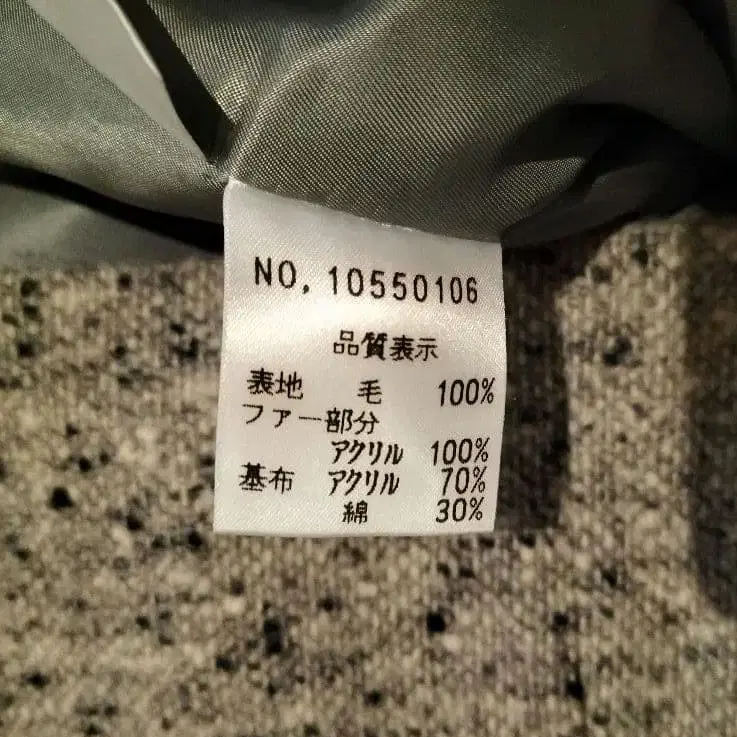 NO. 10550106
品質表示
表地 毛 100%
ファー部分
アクリル 100%
基布 アクリル 70%
綿 30%